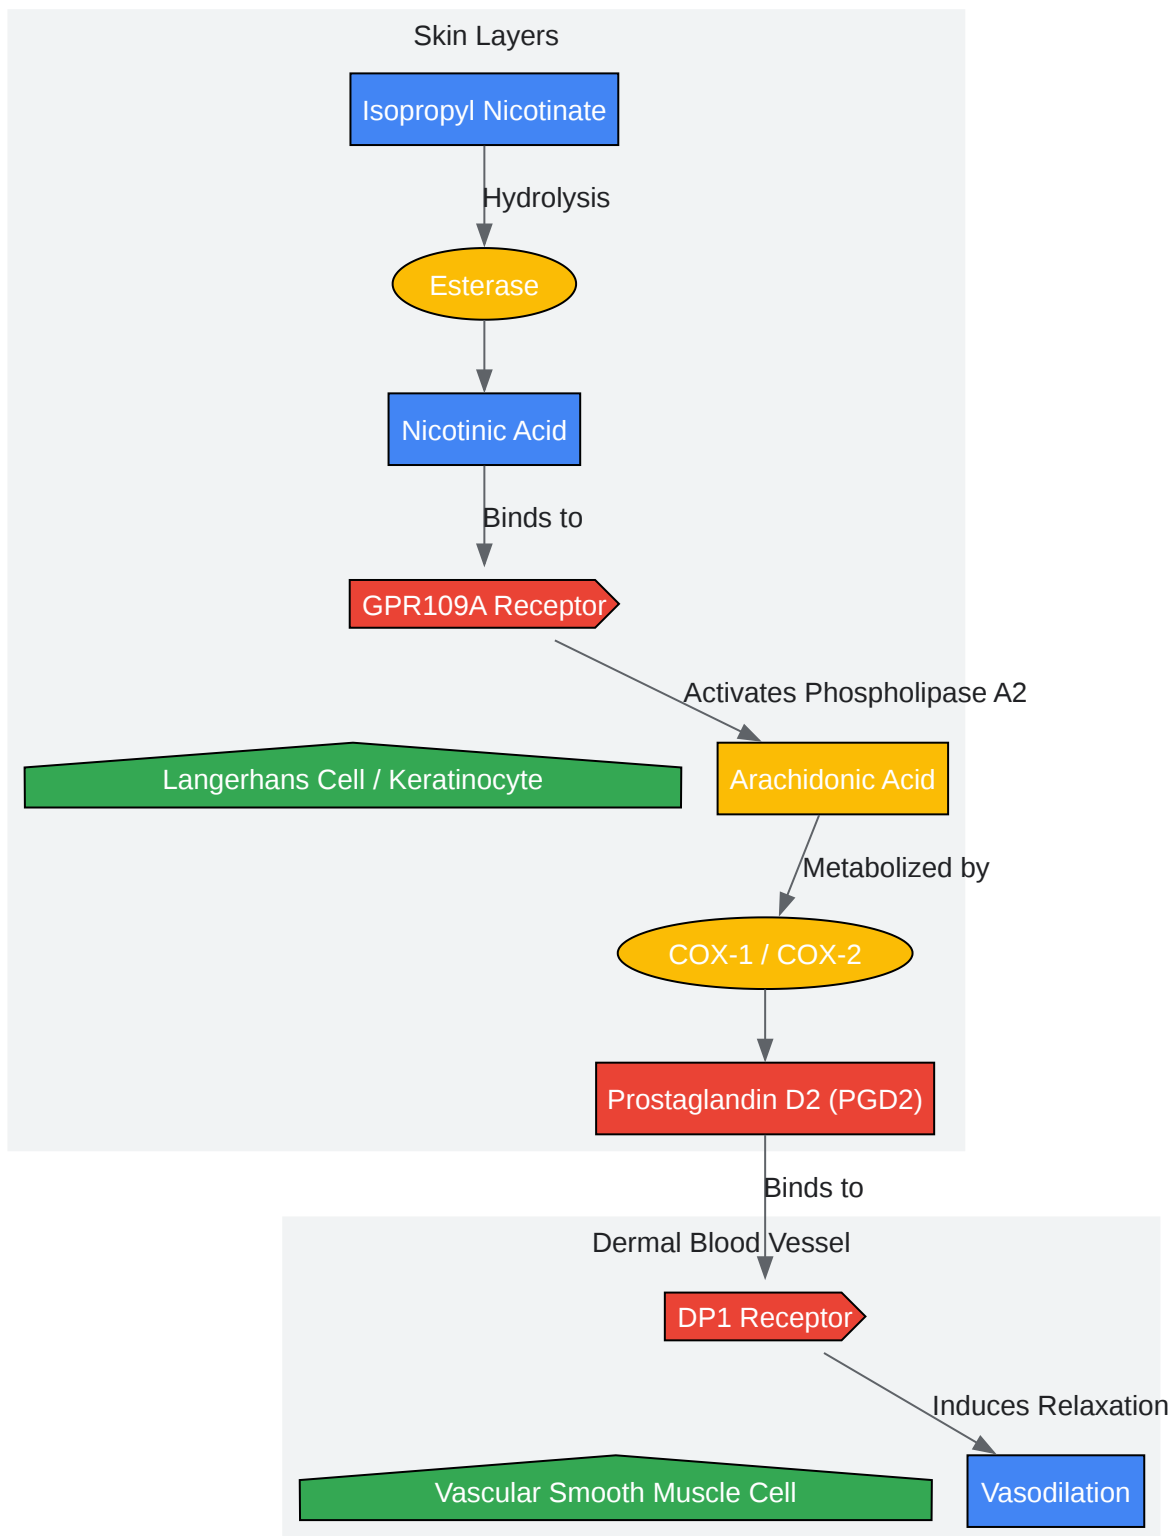 Skin Layers
Isopropyl Nicotinate
Hydrolysis
Esterase
Nicotinic Acid
Binds to
GPR109A Receptor
Activates Phospholipase A2
Langerhans Cell / Keratinocyte
Arachidonic Acid
Metabolized by
COX-1 / COX-2
Prostaglandin D2 (PGD2)
Binds to
Dermal Blood Vessel
DP1 Receptor
Induces Relaxation
Vascular Smooth Muscle Cell
Vasodilation